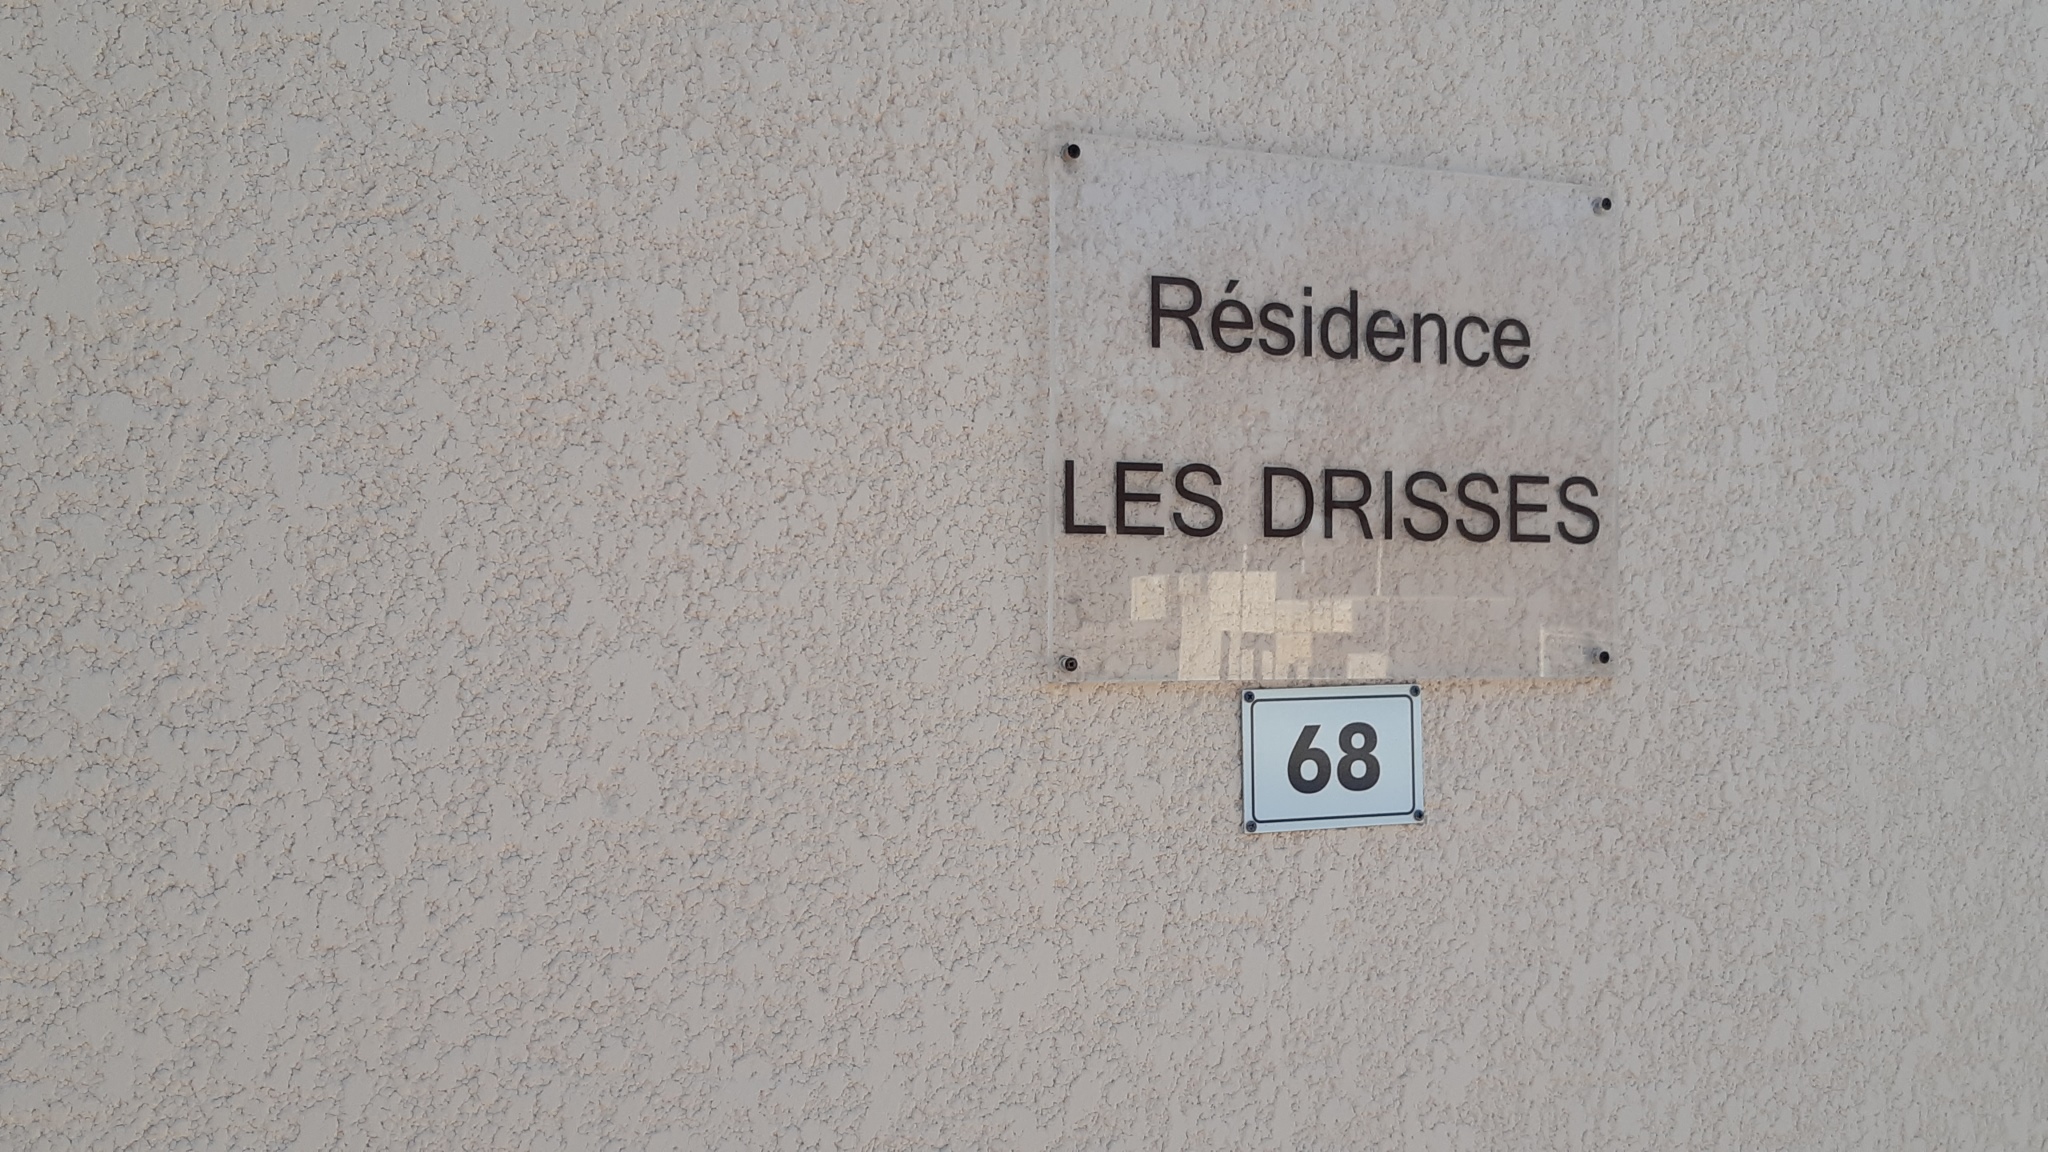 Résidence
LES DRISSES
68